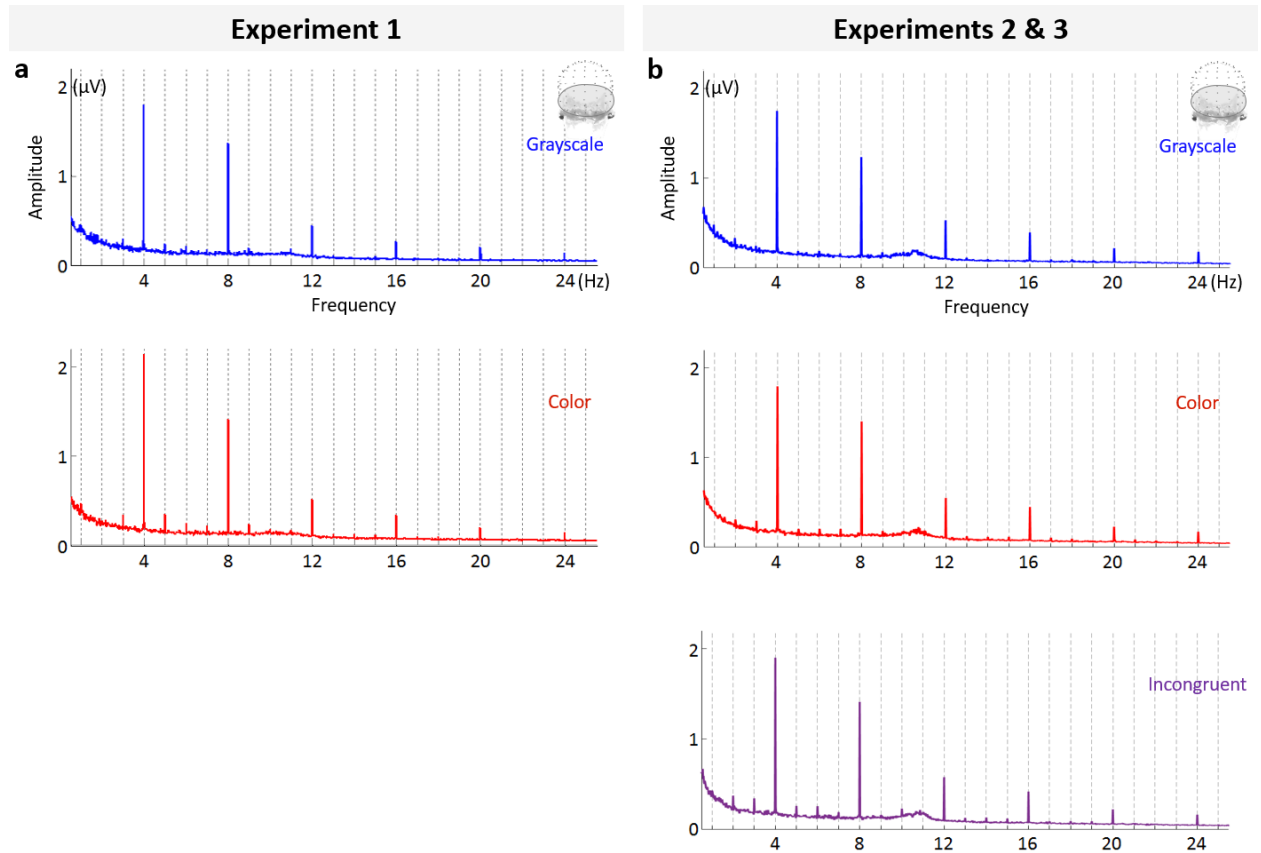 Experiment 1
Experiments 2 & 3
a
(µV)
2
1
0
Amplitude
Grayscale
4 8 12 16 20 24 (Hz)
Frequency
2
1
0
Color
4 8 12 16 20 24
b
(µV)
2
1
0
Amplitude
Grayscale
4 8 12 16 20 24 (Hz)
Frequency
2
1
0
Color
4 8 12 16 20 24
2
1
0
Incongruent
4 8 12 16 20 24